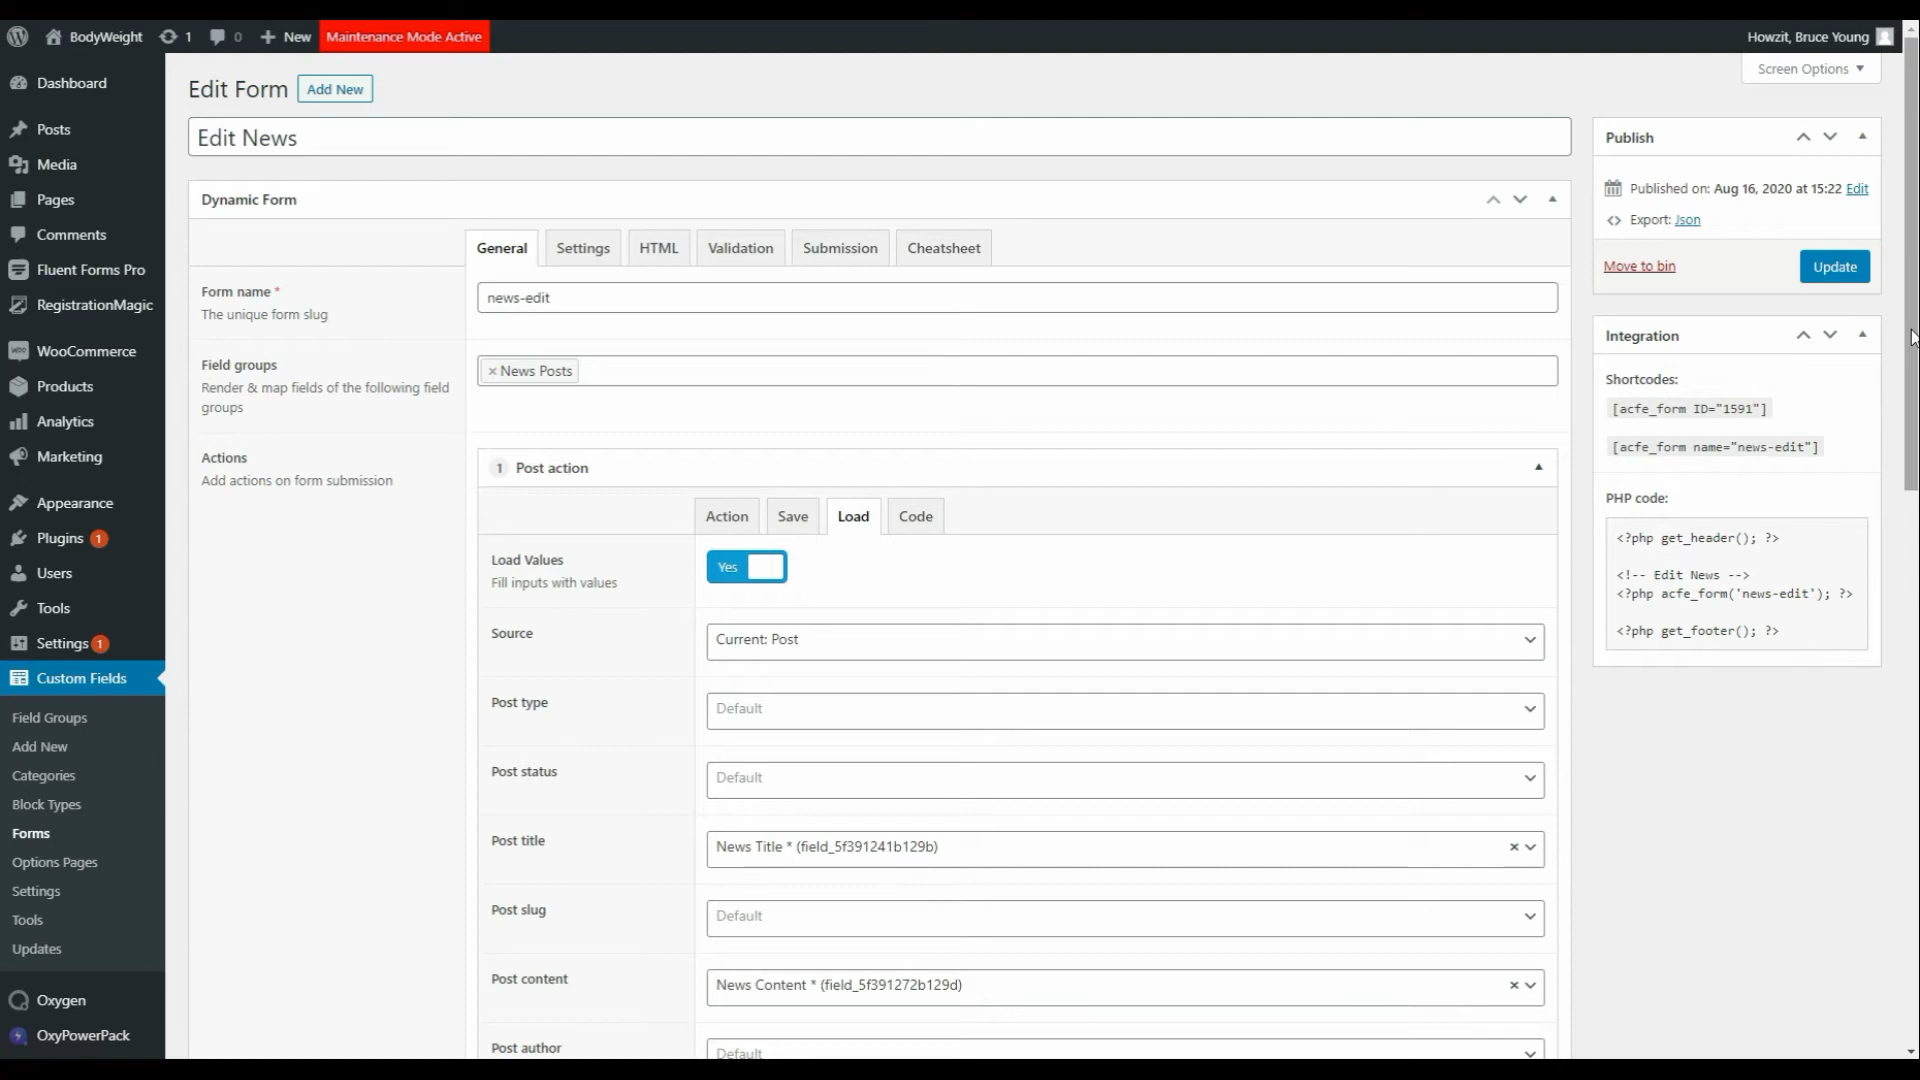 BodyWeight 1 0 New Maintenance Mode Active Howzit, Bruce Young
Screen Options
Dashboard
Posts
Media
Pages
Comments
Fluent Forms Pro
RegistrationMagic
WooCommerce
Products
Analytics
Marketing
Appearance
Plugins 1
Users
Tools
Settings 1
Custom Fields
Field Groups
Add New
Categories
Block Types
Forms
Options Pages
Settings
Tools
Updates
Oxygen
OxyPowerPack
Edit Form Add New
Edit News
Dynamic Form
General Settings HTML Validation Submission Cheatsheet
Form name *
The unique form slug
news-edit
Field groups
Render & map fields of the following field
groups
× News Posts
Actions
Add actions on form submission
1 Post action
Action Save Load Code
Load Values
Fill inputs with values
Yes
Source
Current: Post
Post type
Default
Post status
Default
Post title
News Title * (field_5f391241b129b)
Post slug
Default
Post content
News Content * (field_5f391272b129d)
Post author
Default
Publish
Published on: Aug 16, 2020 at 15:22 Edit
Export: Json
Move to bin Update
Integration
Shortcodes:
[acfe_form ID="1591"]
[acfe_form name="news-edit"]
PHP code:
<?php get_header(); ?>
<!-- Edit News -->
<?php acfe_form('news-edit'); ?>
<?php get_footer(); ?>